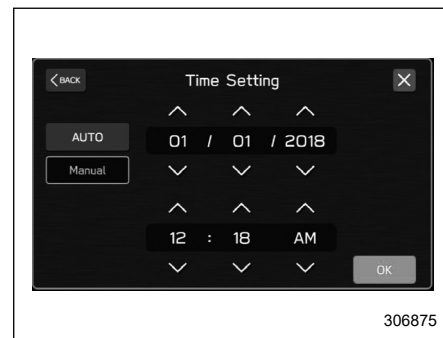 BACK
Time Setting
AUTO
01 / 01 / 2018
Manual
12 : 18 AM
OK
306875